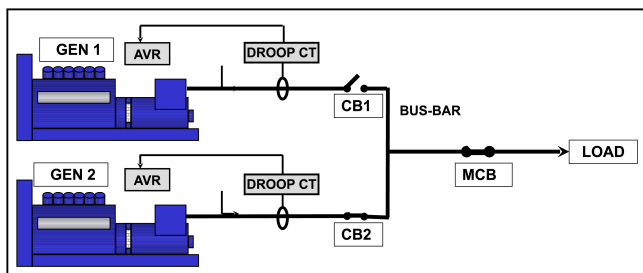 GEN 1
AVR
DROOP CT
CB1
BUS-BAR
GEN 2
AVR
DROOP CT
CB2
MCB
LOAD